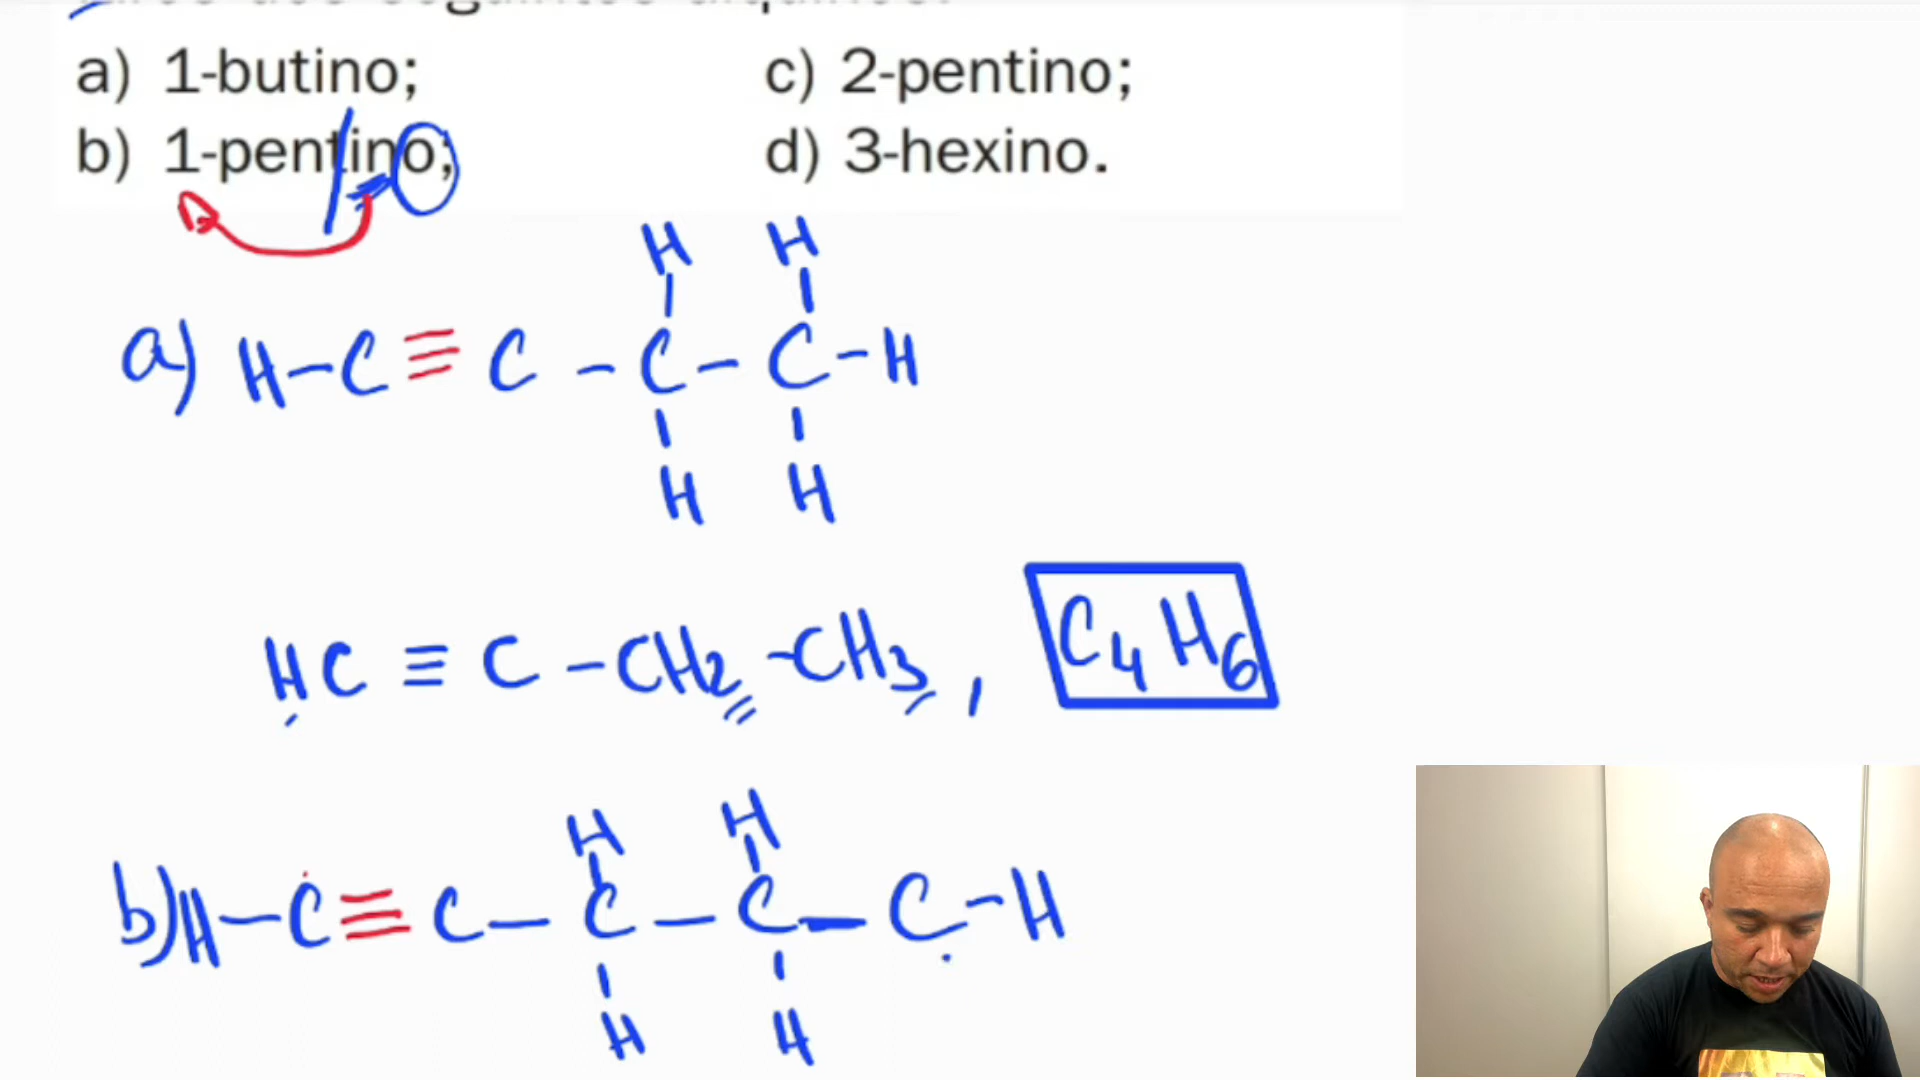 a) 1-butino;
c) 2-pentino;
b) 1-pentino;
d) 3-hexino.
H H
a) H-C≡C-C-C-H
H H
HC≡C-CH2-CH3, C4H6
H H
b) H-C≡C-C-C-C-H
H H